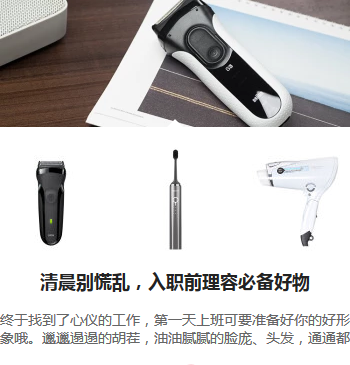 清晨别慌乱，入职前理容必备好物
终于找到了心仪的工作，第一天上班可要准备好你的好形
象哦。邋邋遢遢的胡茬，油油腻腻的脸庞、头发，通通都